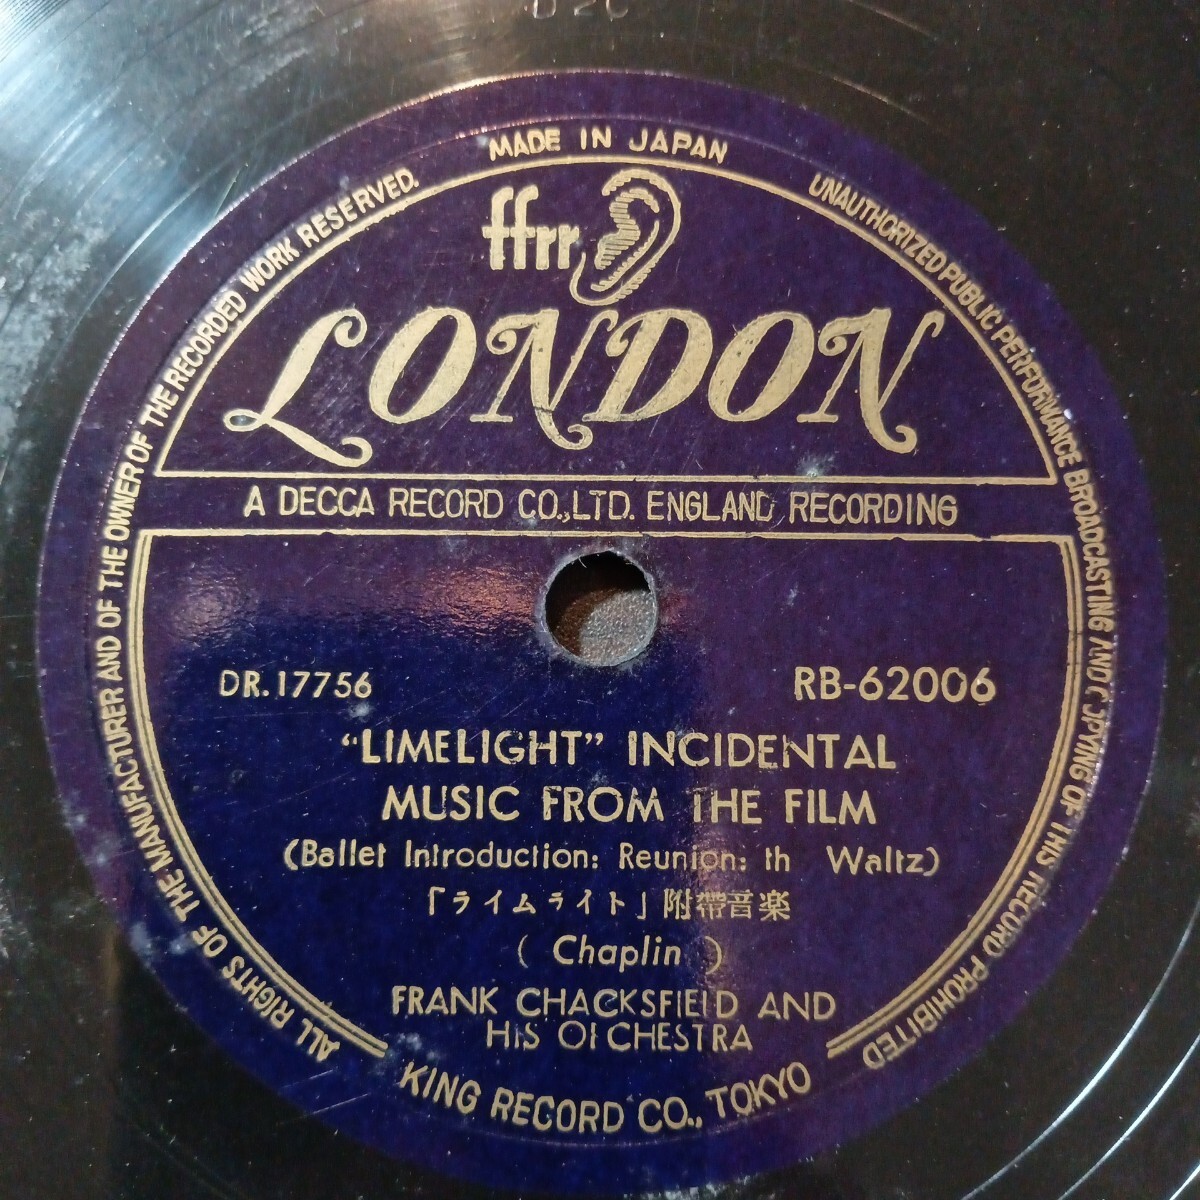 MADE IN JAPAN
ffrr
LONDON
A DECCA RECORD CO.,LTD. ENGLAND RECORDING
DR.17756
RB-62006
“LIMELIGHT” INCIDENTAL
MUSIC FROM THE FILM
(Ballet Introduction: Reunion: th Waltz)
「ライムライト」附帶音楽
( Chaplin )
FRANK CHACKSFIELD AND
HIS ORCHESTRA
KING RECORD CO., TOKYO
ALL RIGHTS OF THE MANUFACTURER AND OF THE OWNER OF THE RECORDED WORK RESERVED.
UNAUTHORIZED PUBLIC PERFORMANCE BROADCASTING AND COPYING OF THIS RECORD PROHIBITED